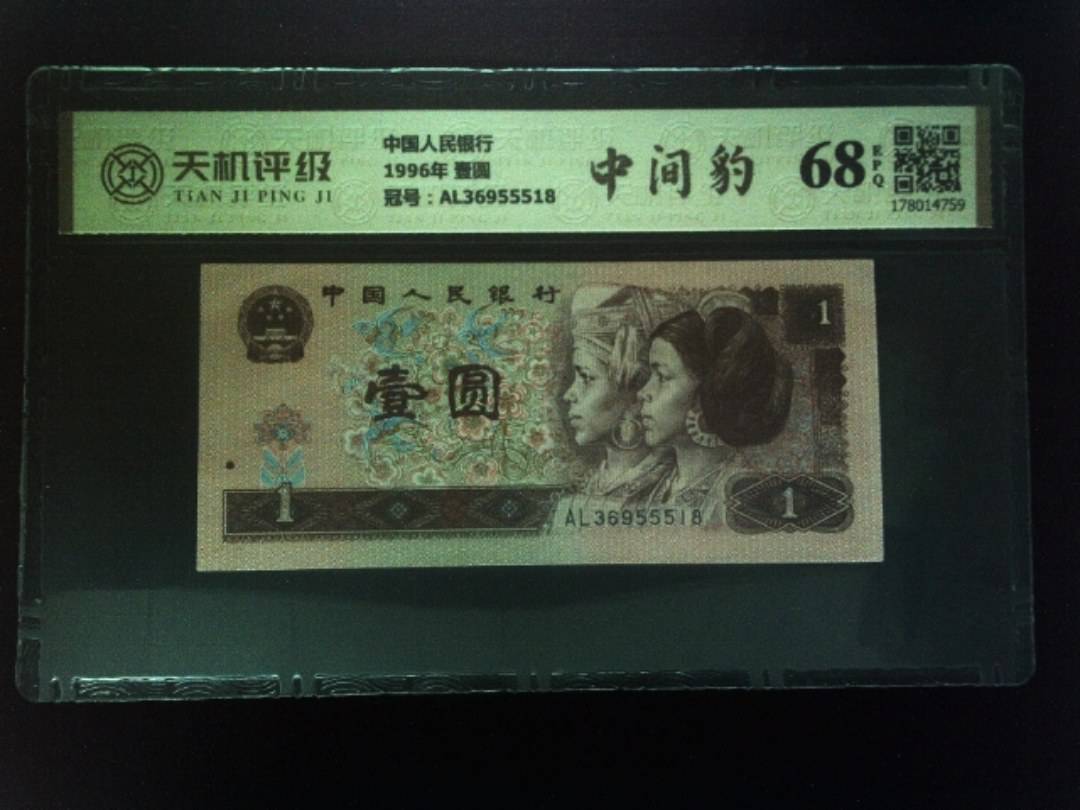 天机评级
TIAN JI PING JI
中国人民银行
1996年 壹圆
冠号：AL36955518
中间豹
68
EPQ
178014759
中国人民银行
1
壹圆
1
AL36955518
1